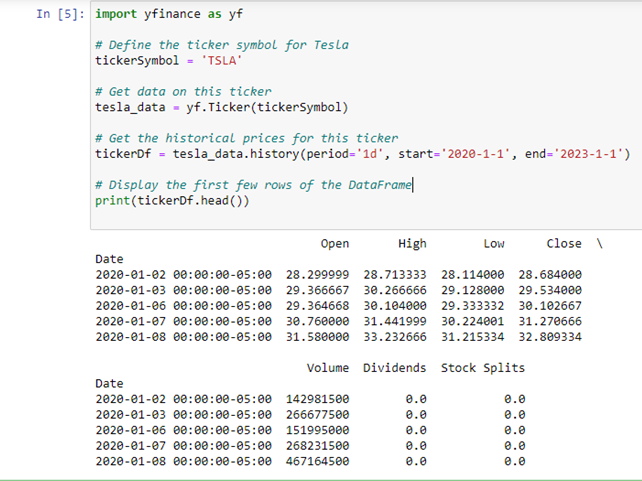 In [5]: import yfinance as yf
# Define the ticker symbol for Tesla
tickerSymbol = 'TSLA'
# Get data on this ticker
tesla_data = yf.Ticker(tickerSymbol)
# Get the historical prices for this ticker
tickerDf = tesla_data.history(period='1d', start='2020-1-1', end='2023-1-1')
# Display the first few rows of the DataFrame
print(tickerDf.head())
Open High Low Close \
Date
2020-01-02 00:00:00-05:00 28.299999 28.713333 28.114000 28.684000
2020-01-03 00:00:00-05:00 29.366667 30.266666 29.128000 29.534000
2020-01-06 00:00:00-05:00 29.364668 30.104000 29.333332 30.102667
2020-01-07 00:00:00-05:00 30.760000 31.441999 30.224001 31.270666
2020-01-08 00:00:00-05:00 31.580000 33.232666 31.215334 32.809334
Volume Dividends Stock Splits
Date
2020-01-02 00:00:00-05:00 142981500 0.0 0.0
2020-01-03 00:00:00-05:00 266677500 0.0 0.0
2020-01-06 00:00:00-05:00 151995000 0.0 0.0
2020-01-07 00:00:00-05:00 268231500 0.0 0.0
2020-01-08 00:00:00-05:00 467164500 0.0 0.0